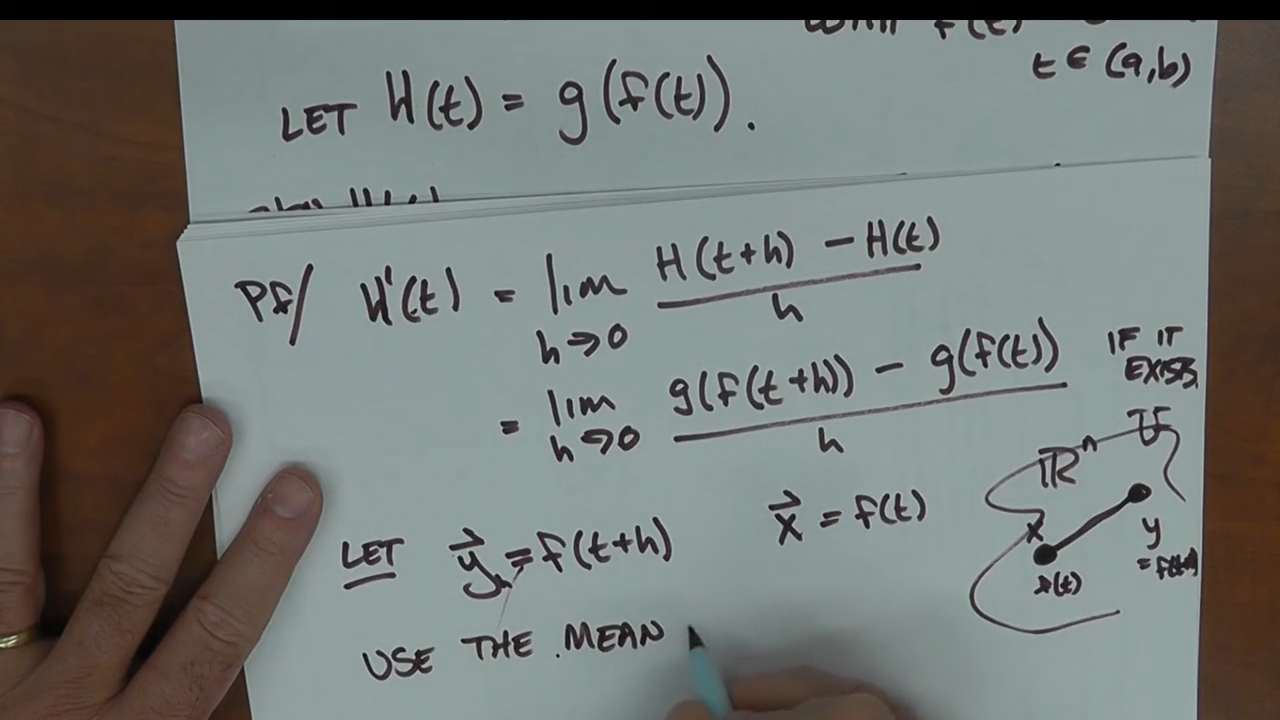 f(t)
t ∈ (a,b)
LET H(t) = g(f(t)).
Pf/ H'(t) = lim h→0 H(t+h) - H(t) / h
= lim h→0 g(f(t+h)) - g(f(t)) / h IF IT
EXISTS.
ℝⁿ U
LET y⃗ₕ = f(t+h) x⃗ = f(t)
x y
f(t) = f(t+h)
USE THE MEAN